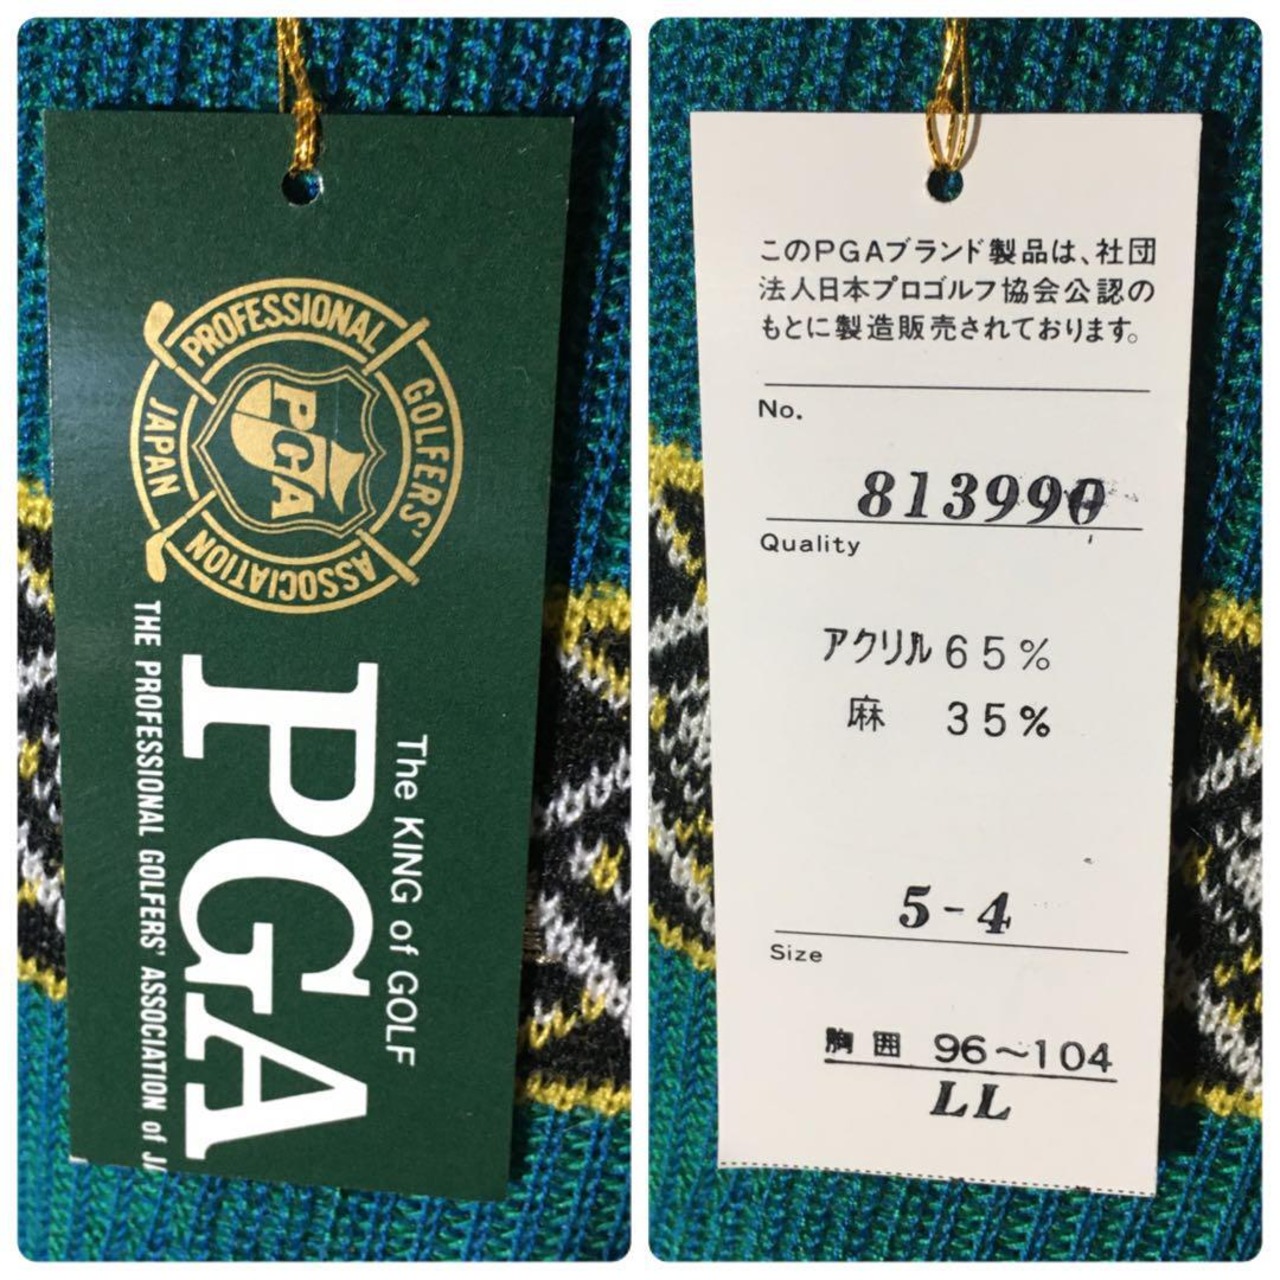 PROFESSIONAL GOLFERS' ASSOCIATION JAPAN
PGA
The KING of GOLF
PGA
THE PROFESSIONAL GOLFERS' ASSOCIATION of
このPGAブランド製品は、社団
法人日本プロゴルフ協会公認の
もとに製造販売されております。
No.
813990
Quality
アクリル 65%
麻 35%
5-4
Size
胸囲 96～104
LL